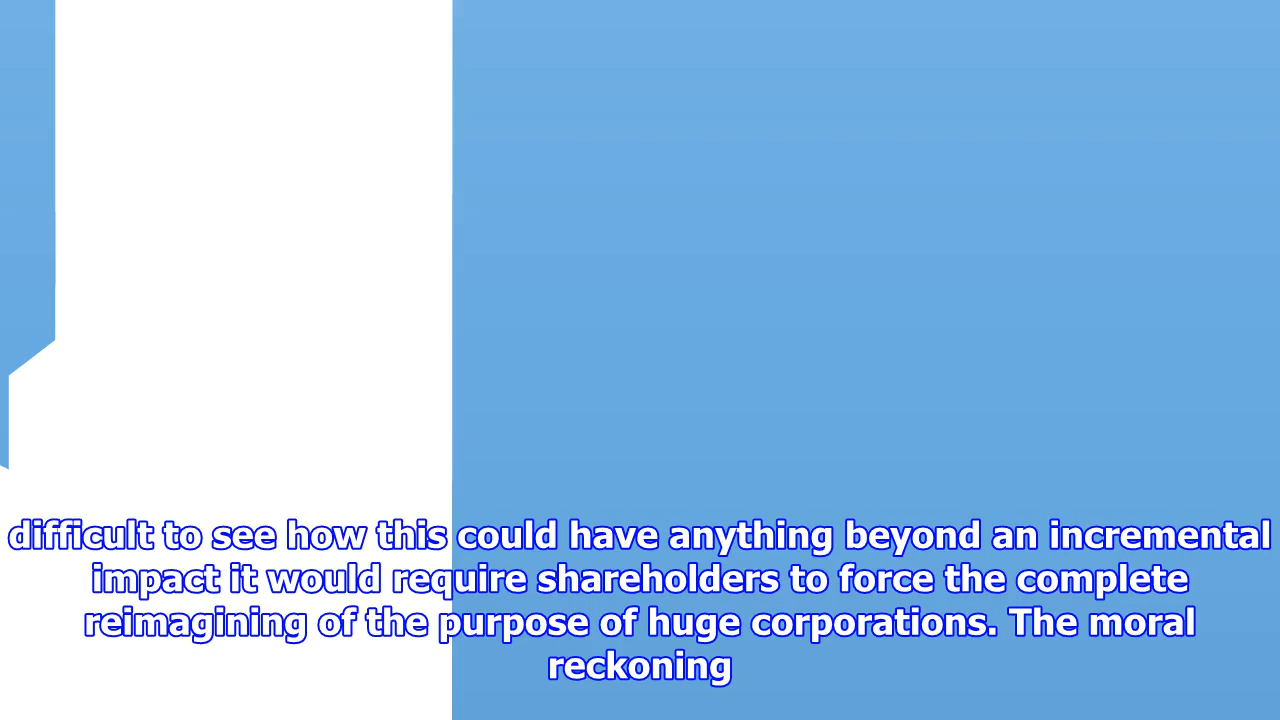 difficult to see how this could have anything beyond an incremental
impact it would require shareholders to force the complete
reimagining of the purpose of huge corporations. The moral
reckoning